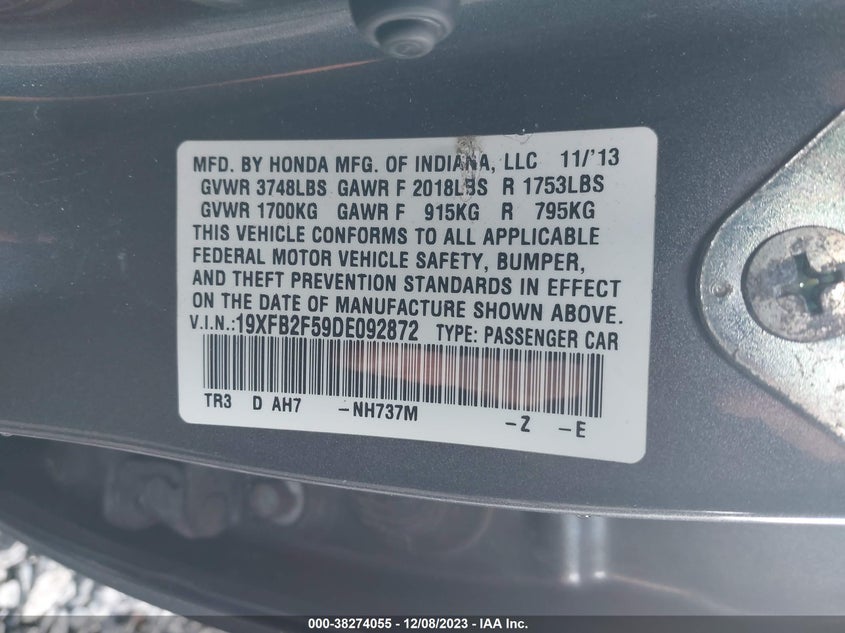 MFD. BY HONDA MFG. OF INDIANA, LLC 11/'13
GVWR 3748LBS GAWR F 2018LBS R 1753LBS
GVWR 1700KG GAWR F 915KG R 795KG
THIS VEHICLE CONFORMS TO ALL APPLICABLE
FEDERAL MOTOR VEHICLE SAFETY, BUMPER,
AND THEFT PREVENTION STANDARDS IN EFFECT
ON THE DATE OF MANUFACTURE SHOWN ABOVE.
V.I.N.:19XFB2F59DE092872 TYPE: PASSENGER CAR
TR3 D AH7 –NH737M –Z –E
000-38274055 – 12/08/2023 – IAA Inc.